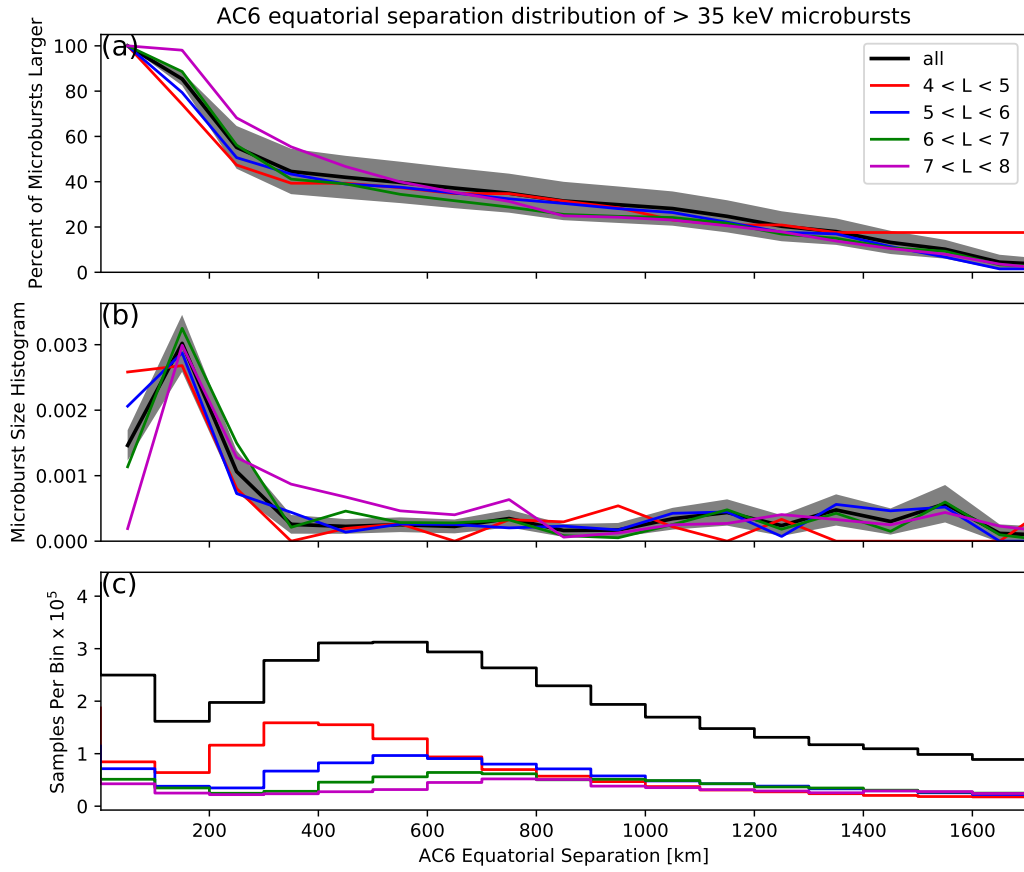 AC6 equatorial separation distribution of > 35 keV microbursts
(a)
Percent of Microbursts Larger
100
80
60
40
20
0
all
4 < L < 5
5 < L < 6
6 < L < 7
7 < L < 8
(b)
Microburst Size Histogram
0.003
0.002
0.001
0.000
(c)
Samples Per Bin x 10⁵
4
3
2
1
0
200 400 600 800 1000 1200 1400 1600
AC6 Equatorial Separation [km]